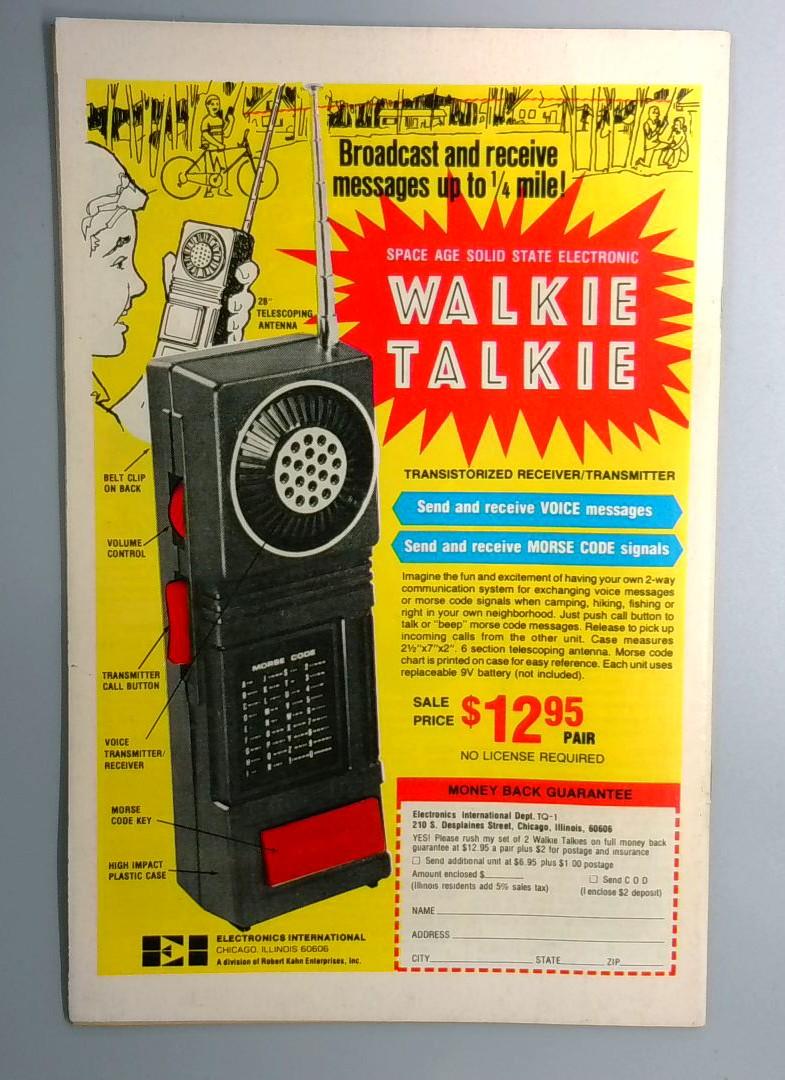 Broadcast and receive
messages up to 1/4 mile!
SPACE AGE SOLID STATE ELECTRONIC
WALKIE
TALKIE
28"
TELESCOPING
ANTENNA
TRANSISTORIZED RECEIVER/TRANSMITTER
Send and receive VOICE messages
Send and receive MORSE CODE signals
Imagine the fun and excitement of having your own 2-way
communication system for exchanging voice messages
or morse code signals when camping, hiking, fishing or
right in your own neighborhood. Just push call button to
talk or "beep" morse code messages. Release to pick up
incoming calls from the other unit. Case measures
2½"x7"x2". 6 section telescoping antenna. Morse code
chart is printed on case for easy reference. Each unit uses
replaceable 9V battery (not included).
SALE
PRICE $12.95
PAIR
NO LICENSE REQUIRED
BELT CLIP
ON BACK
VOLUME
CONTROL
TRANSMITTER
CALL BUTTON
VOICE
TRANSMITTER/
RECEIVER
MORSE
CODE KEY
HIGH IMPACT
PLASTIC CASE
MORSE CODE
MONEY BACK GUARANTEE
Electronics International Dept. TQ-1
210 S. Desplaines Street, Chicago, Illinois, 60606
YES! Please rush my set of 2 Walkie Talkies on full money back
guarantee at $12.95 a pair plus $2 for postage and insurance
☐ Send additional unit at $6.95 plus $1.00 postage
Amount enclosed $ ☐ Send C O D
(Illinois residents add 5% sales tax) (I enclose $2 deposit)
NAME
ADDRESS
CITY STATE ZIP
EI
ELECTRONICS INTERNATIONAL
CHICAGO, ILLINOIS 60606
A division of Robert Kahn Enterprises, Inc.